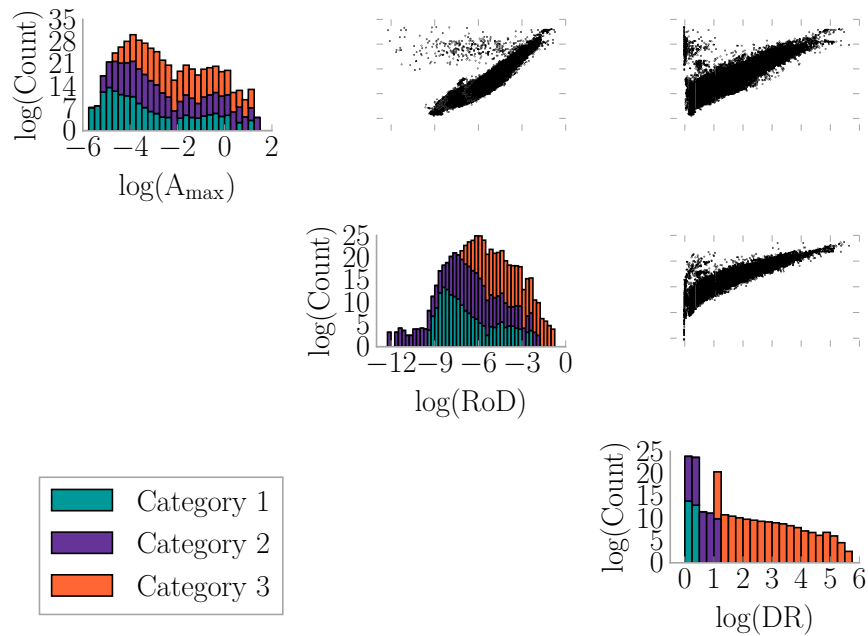 log(Count)
35
28
21
14
7
0
−6 −4 −2 0 2
log(A_max)
log(Count)
25
20
15
10
5
0
−12 −9 −6 −3 0
log(RoD)
log(Count)
25
20
15
10
5
0
0 1 2 3 4 5 6
log(DR)
Category 1
Category 2
Category 3